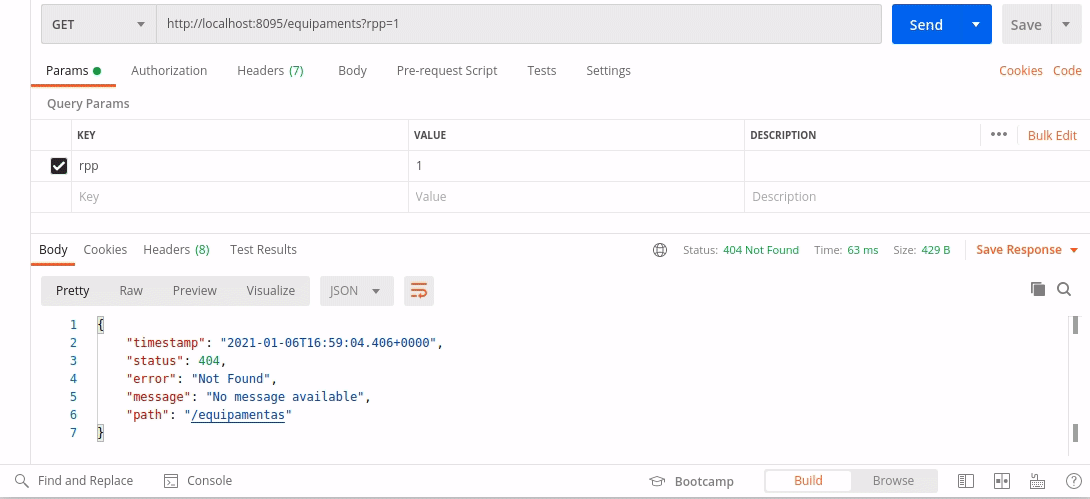 GET http://localhost:8095/equipaments?rpp=1 Send Save
Params Authorization Headers (7) Body Pre-request Script Tests Settings Cookies Code
Query Params
KEY VALUE DESCRIPTION Bulk Edit
rpp 1
Key Value Description
Body Cookies Headers (8) Test Results Status: 404 Not Found Time: 63 ms Size: 429 B Save Response
Pretty Raw Preview Visualize JSON
1 {
2 "timestamp": "2021-01-06T16:59:04.406+0000",
3 "status": 404,
4 "error": "Not Found",
5 "message": "No message available",
6 "path": "/equipamentas"
7 }
Find and Replace Console Bootcamp Build Browse